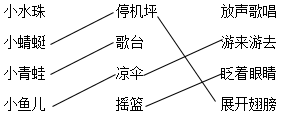 小水珠 停机坪 放声歌唱
小蜻蜓 歌台 游来游去
小青蛙 凉伞 眨着眼睛
小鱼儿 摇篮 展开翅膀